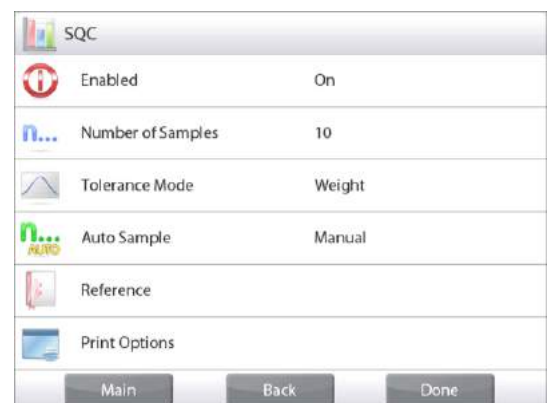 SQC
Enabled On
n... Number of Samples 10
Tolerance Mode Weight
n... AUTO Auto Sample Manual
Reference
Print Options
Main Back Done